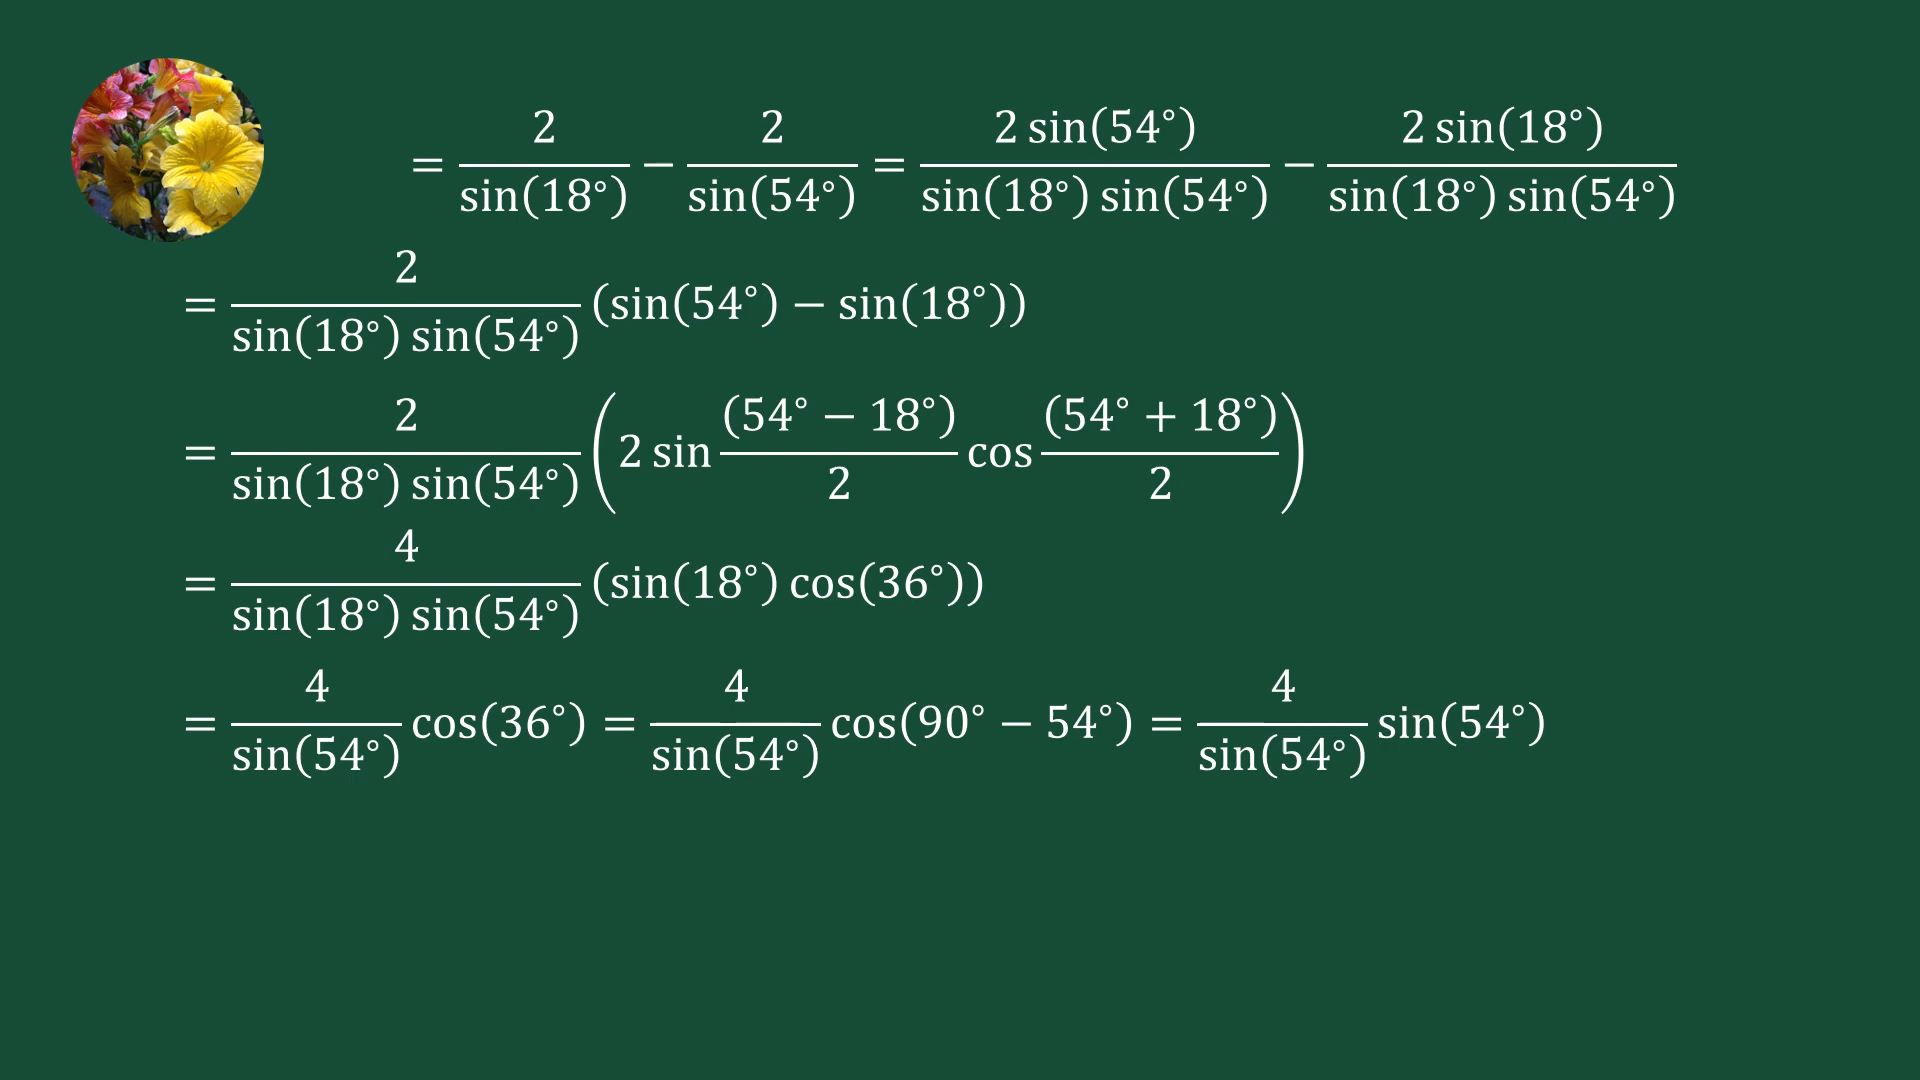 = 2/sin(18°) − 2/sin(54°) = 2 sin(54°)/sin(18°) sin(54°) − 2 sin(18°)/sin(18°) sin(54°)
= 2/sin(18°) sin(54°) (sin(54°) − sin(18°))
= 2/sin(18°) sin(54°) (2 sin (54° − 18°)/2 cos (54° + 18°)/2)
= 4/sin(18°) sin(54°) (sin(18°) cos(36°))
= 4/sin(54°) cos(36°) = 4/sin(54°) cos(90° − 54°) = 4/sin(54°) sin(54°)